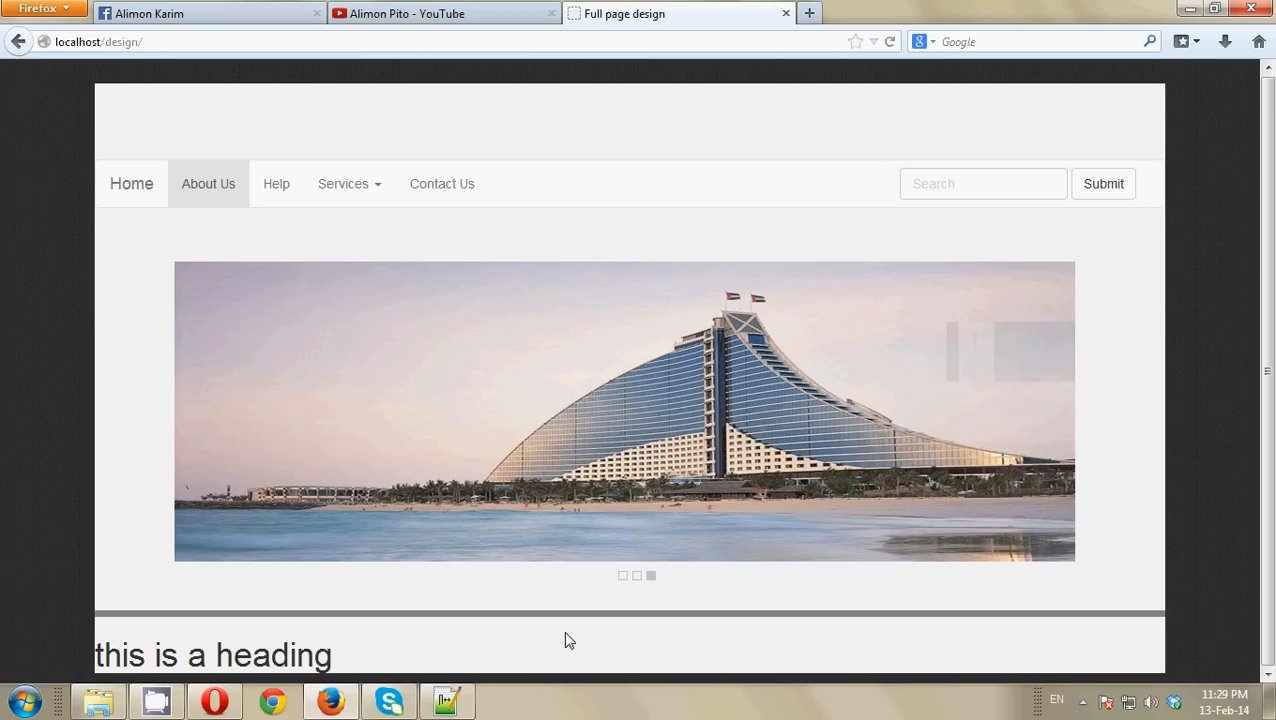 Firefox
Alimon Karim
Alimon Pito - YouTube
Full page design
localhost/design/
Google
Home
About Us
Help
Services
Contact Us
Search
Submit
this is a heading
EN
11:29 PM
13-Feb-14